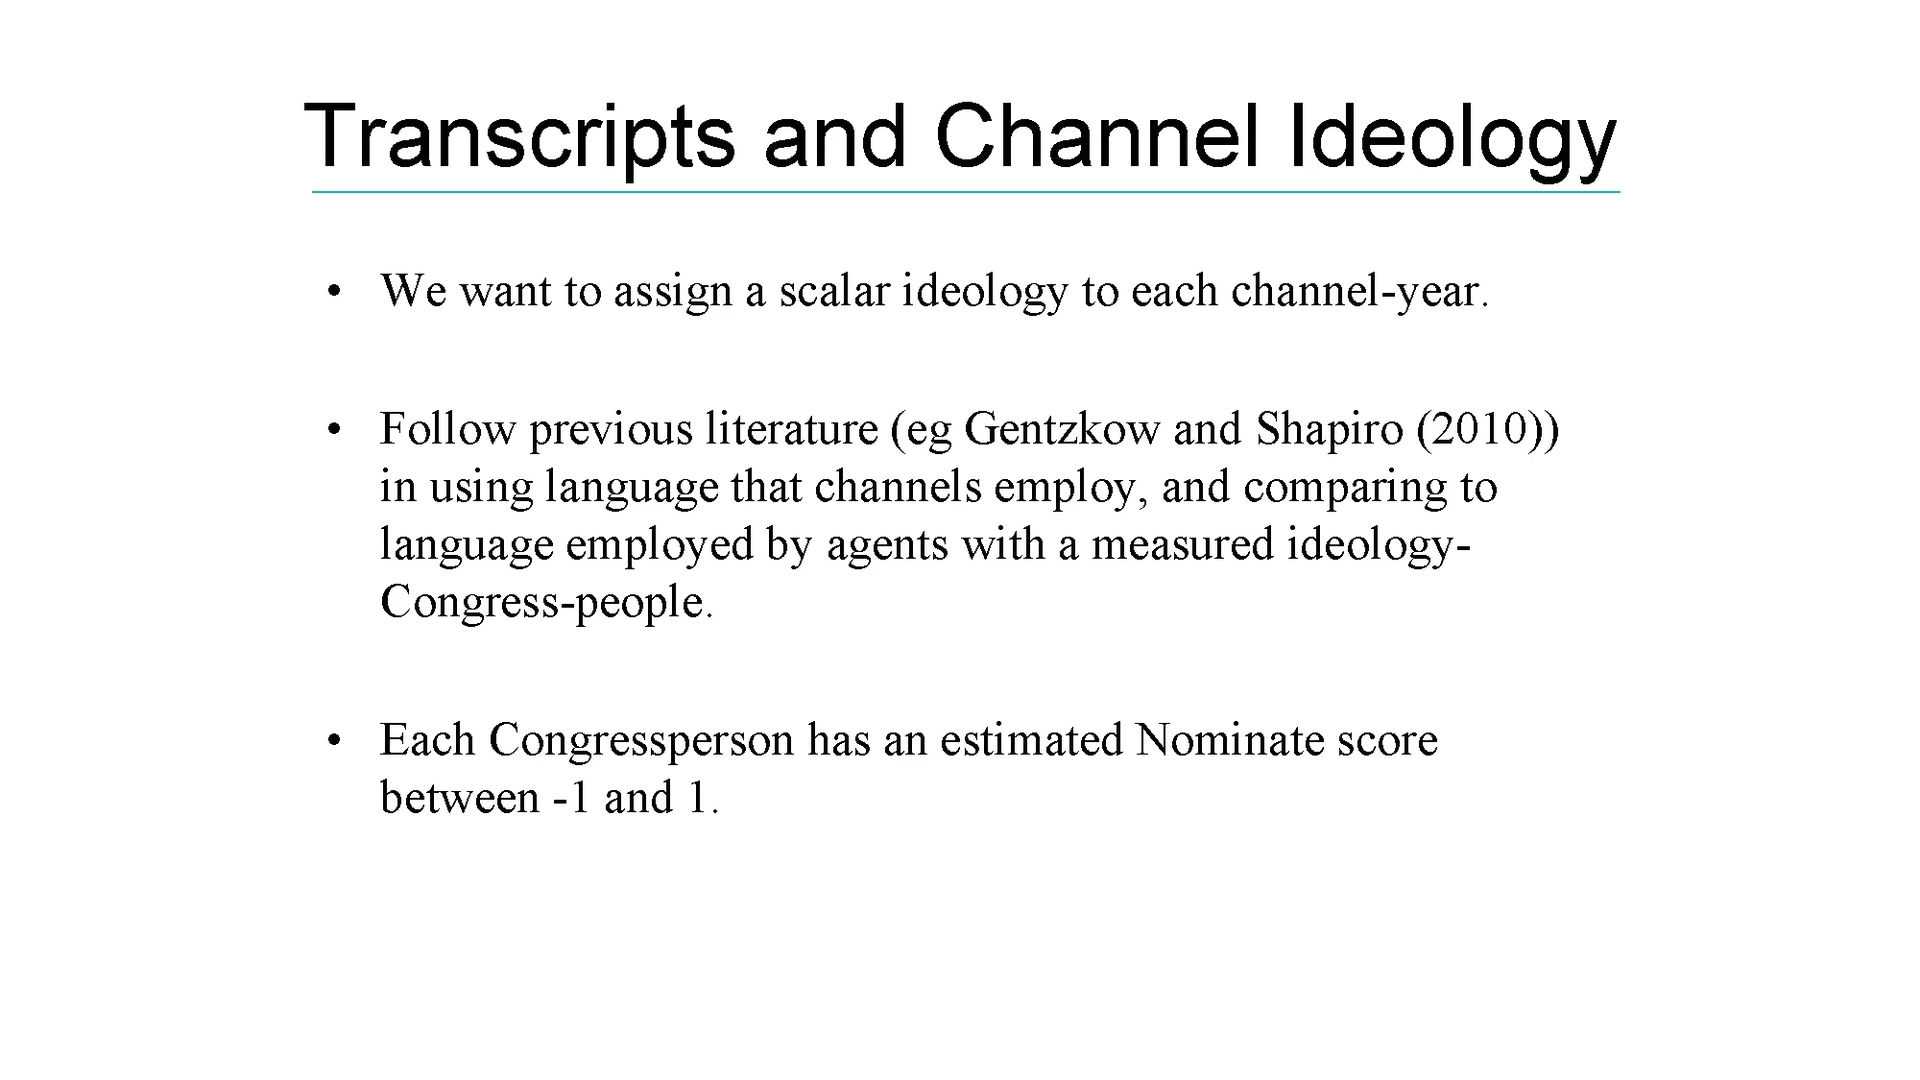 Transcripts and Channel Ideology
• We want to assign a scalar ideology to each channel-year.
• Follow previous literature (eg Gentzkow and Shapiro (2010))
in using language that channels employ, and comparing to
language employed by agents with a measured ideology-
Congress-people.
• Each Congressperson has an estimated Nominate score
between -1 and 1.